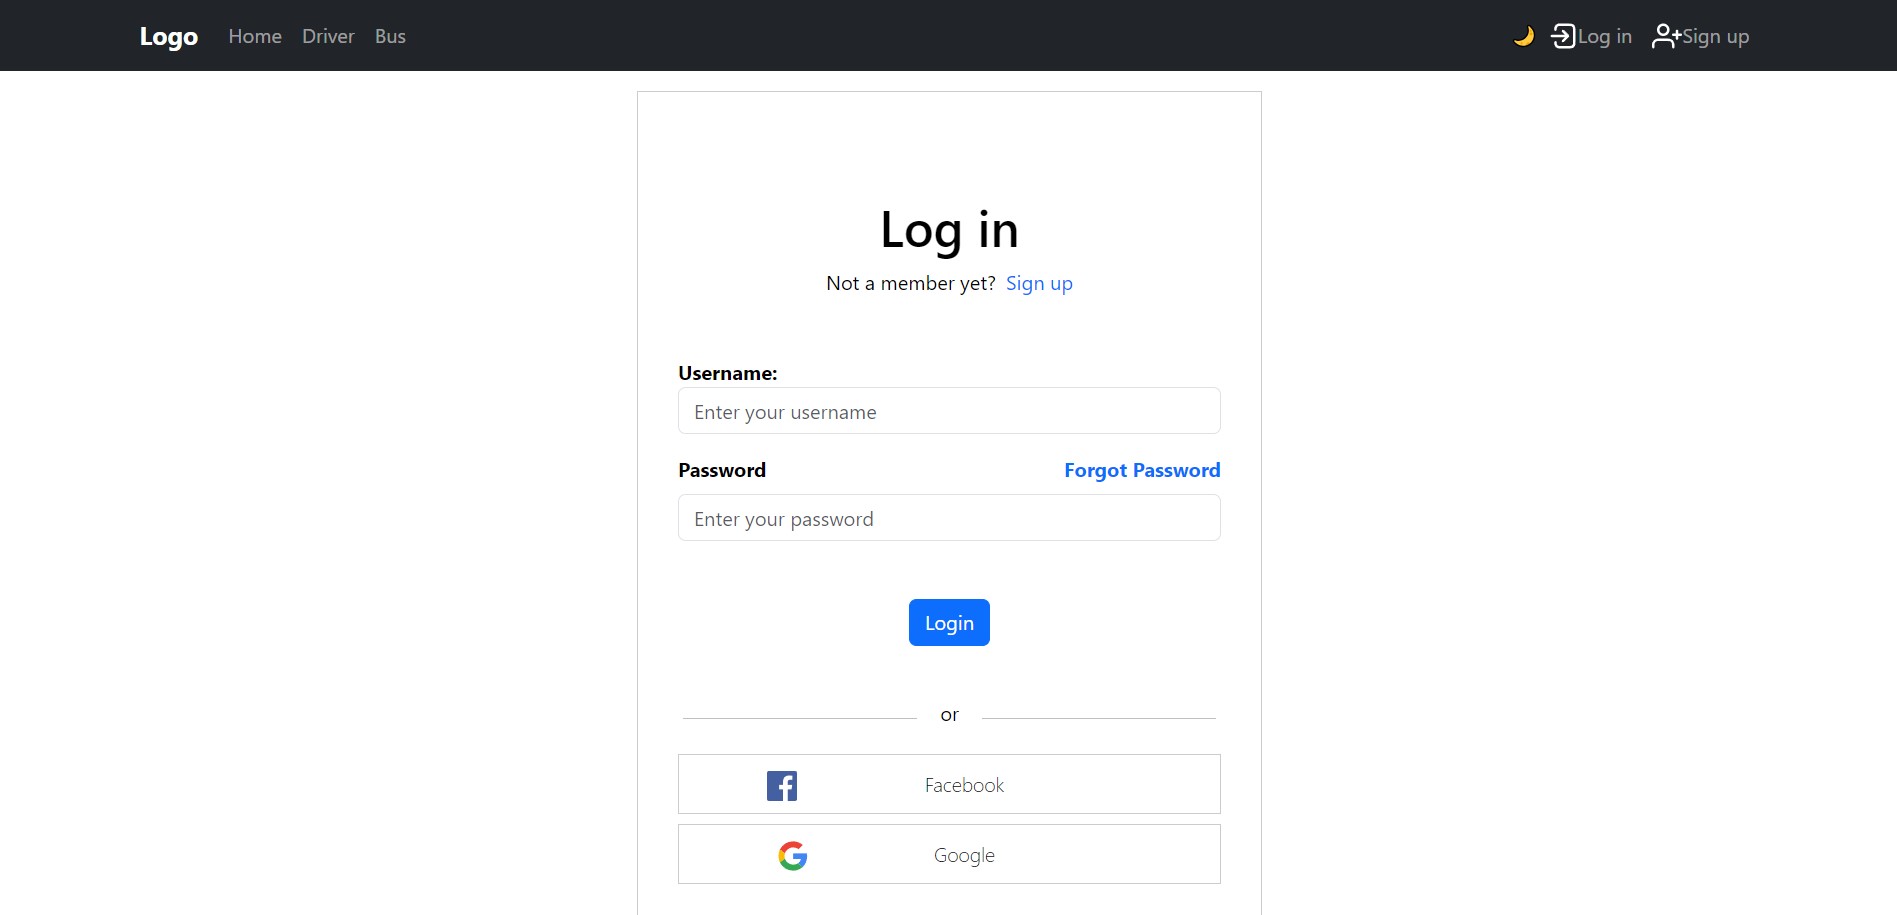 Logo Home Driver Bus Log in Sign up
Log in
Not a member yet? Sign up
Username:
Enter your username
Password Forgot Password
Enter your password
Login
or
Facebook
Google